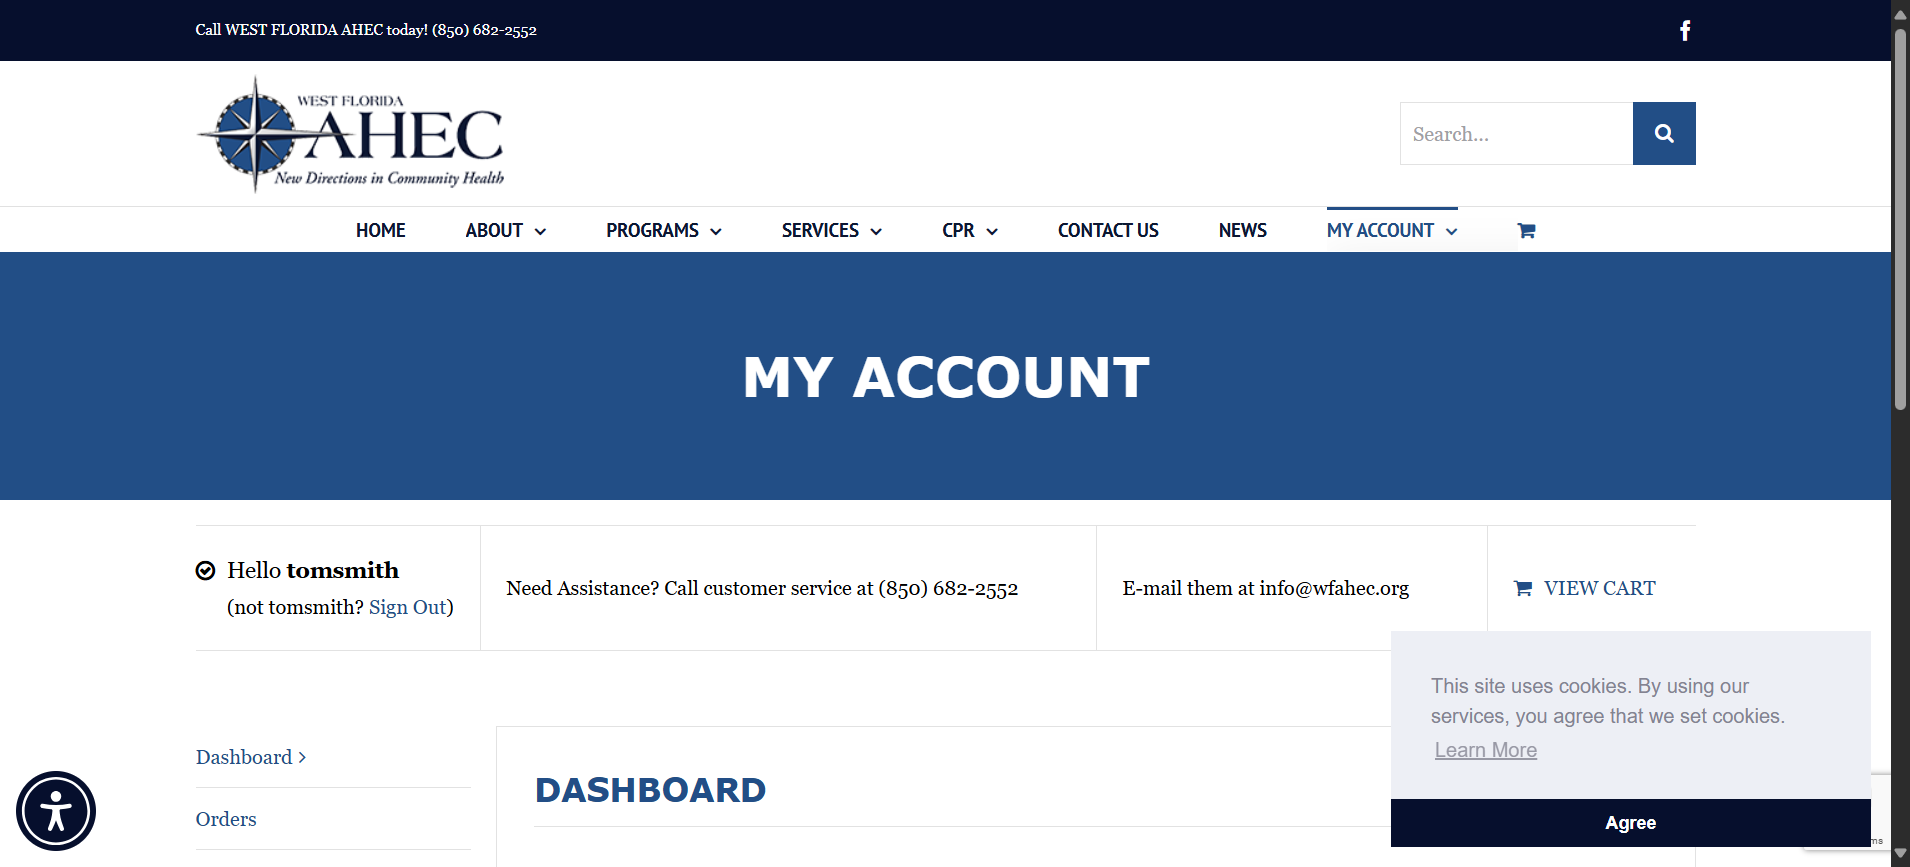 Call WEST FLORIDA AHEC today! (850) 682-2552
WEST FLORIDA
AHEC
New Directions in Community Health
Search...
HOME
ABOUT
PROGRAMS
SERVICES
CPR
CONTACT US
NEWS
MY ACCOUNT
MY ACCOUNT
Hello tomsmith
(not tomsmith? Sign Out)
Need Assistance? Call customer service at (850) 682-2552
E-mail them at info@wfahec.org
VIEW CART
This site uses cookies. By using our
services, you agree that we set cookies.
Learn More
Agree
Dashboard
Orders
DASHBOARD